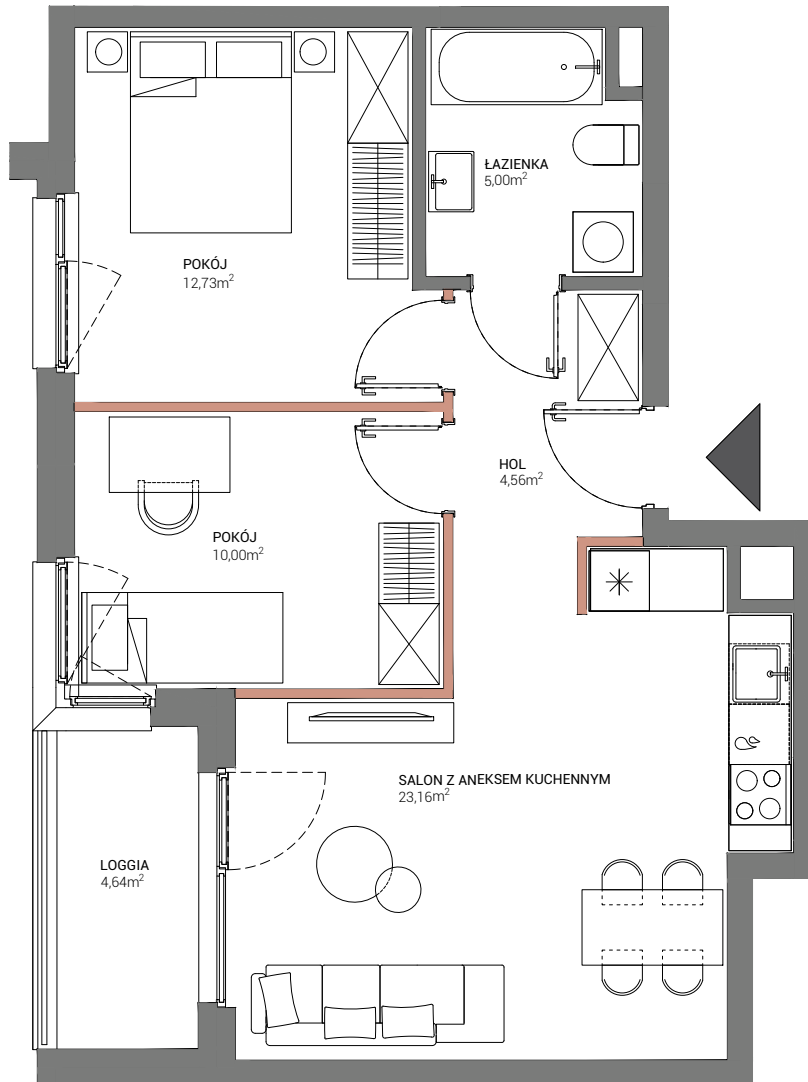 ŁAZIENKA
5,00m²
POKÓJ
12,73m²
HOL
4,56m²
POKÓJ
10,00m²
SALON Z ANEKSEM KUCHENNYM
23,16m²
LOGGIA
4,64m²